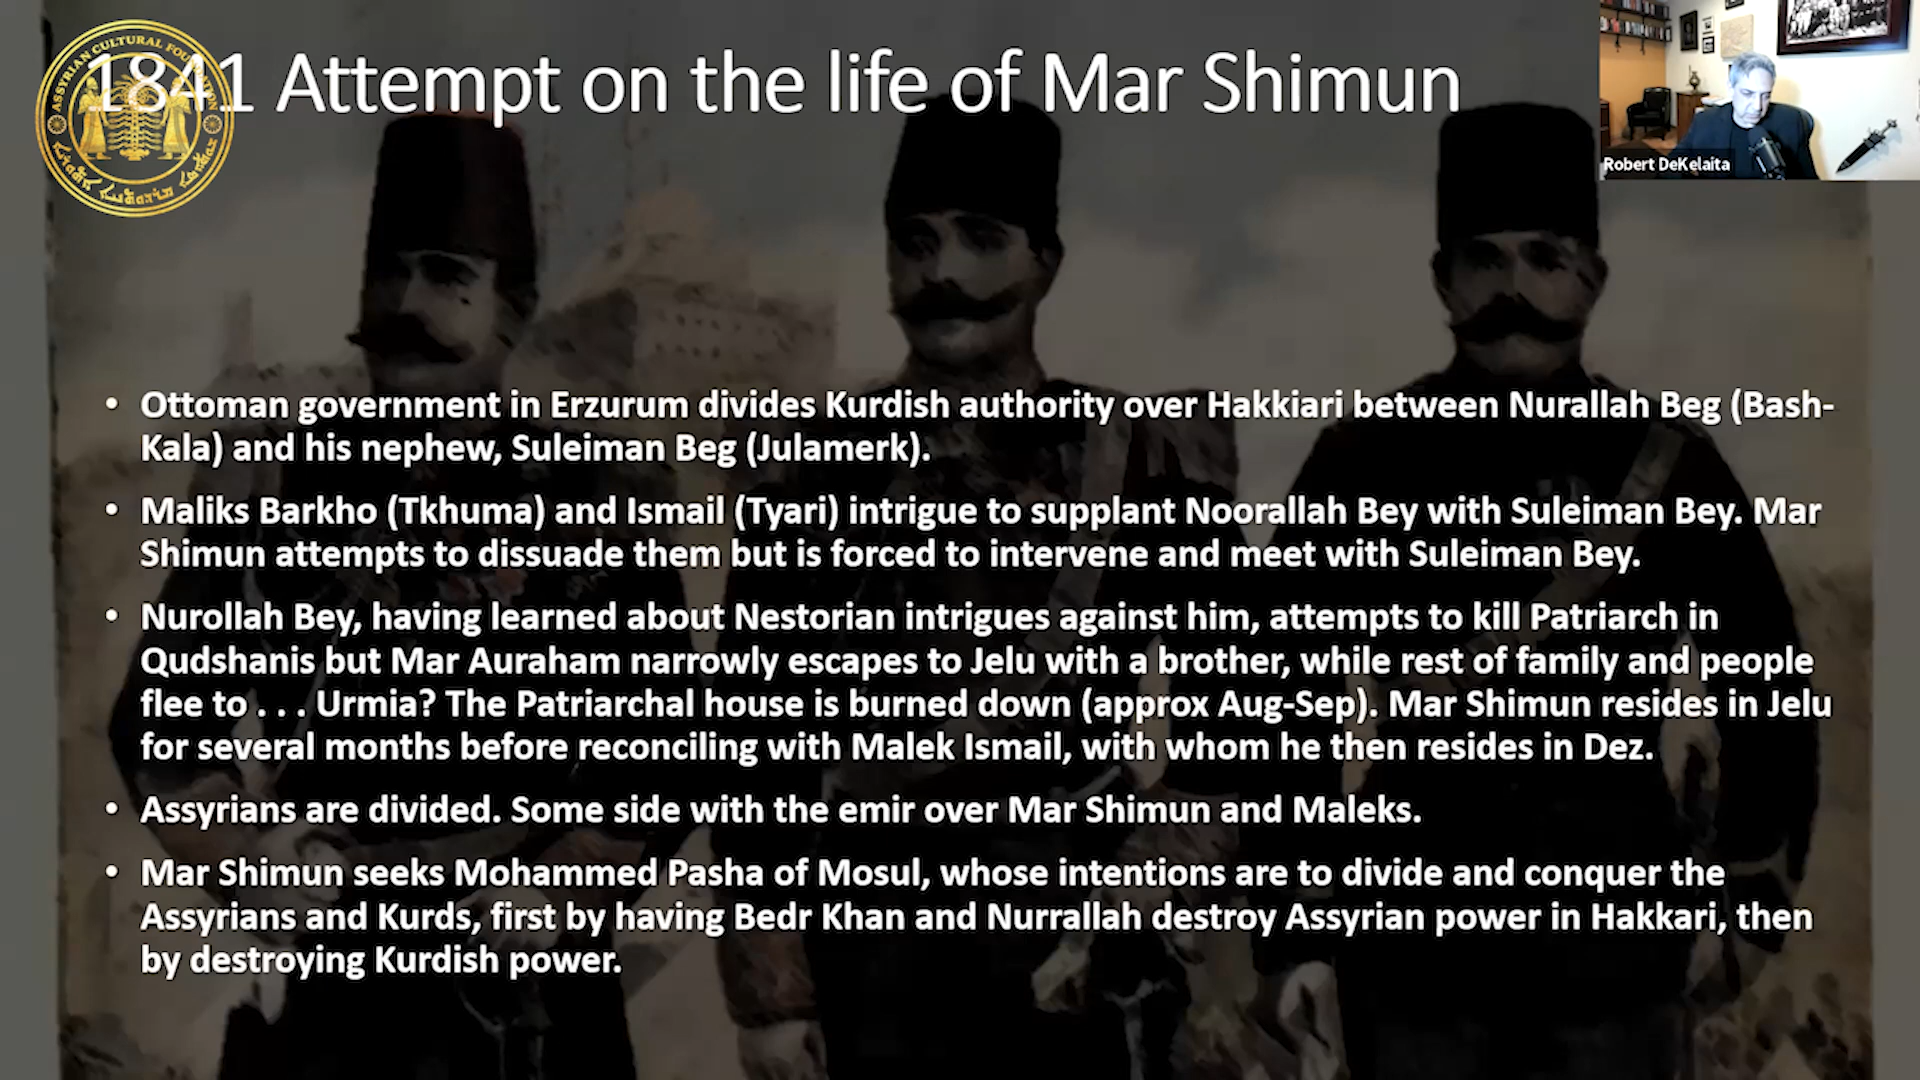 ASSYRIAN CULTURAL FOUNDATION
1841 Attempt on the life of Mar Shimun
Robert DeKelaita
• Ottoman government in Erzurum divides Kurdish authority over Hakkiari between Nurallah Beg (Bash-
Kala) and his nephew, Suleiman Beg (Julamerk).
• Maliks Barkho (Tkhuma) and Ismail (Tyari) intrigue to supplant Noorallah Bey with Suleiman Bey. Mar
Shimun attempts to dissuade them but is forced to intervene and meet with Suleiman Bey.
• Nurollah Bey, having learned about Nestorian intrigues against him, attempts to kill Patriarch in
Qudshanis but Mar Auraham narrowly escapes to Jelu with a brother, while rest of family and people
flee to . . . Urmia? The Patriarchal house is burned down (approx Aug-Sep). Mar Shimun resides in Jelu
for several months before reconciling with Malek Ismail, with whom he then resides in Dez.
• Assyrians are divided. Some side with the emir over Mar Shimun and Maleks.
• Mar Shimun seeks Mohammed Pasha of Mosul, whose intentions are to divide and conquer the
Assyrians and Kurds, first by having Bedr Khan and Nurrallah destroy Assyrian power in Hakkari, then
by destroying Kurdish power.